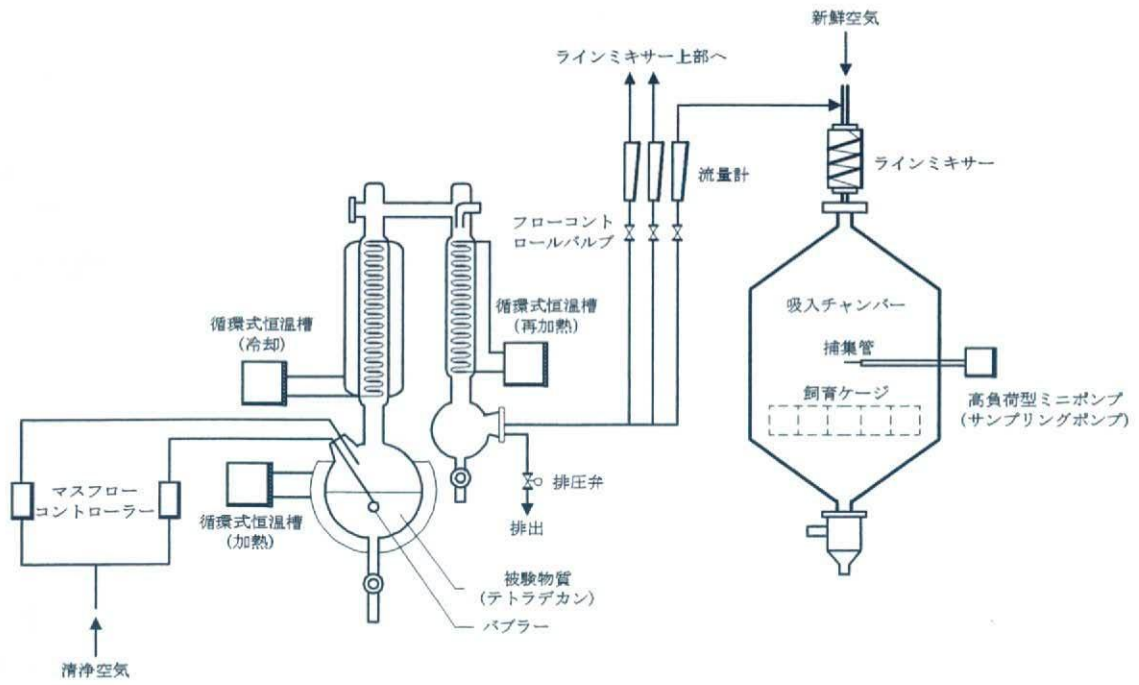 新鮮空気
ラインミキサー上部へ
ラインミキサー
流量計
フローコント
ロールバルブ
循環式恒温槽
(冷却)
循環式恒温槽
(再加熱)
吸入チャンバー
捕集管
飼育ケージ
高負荷型ミニポンプ
(サンプリングポンプ)
マスフロー
コントローラー
循環式恒温槽
(加熱)
排圧弁
排出
被験物質
(テトラデカン)
バブラー
清浄空気